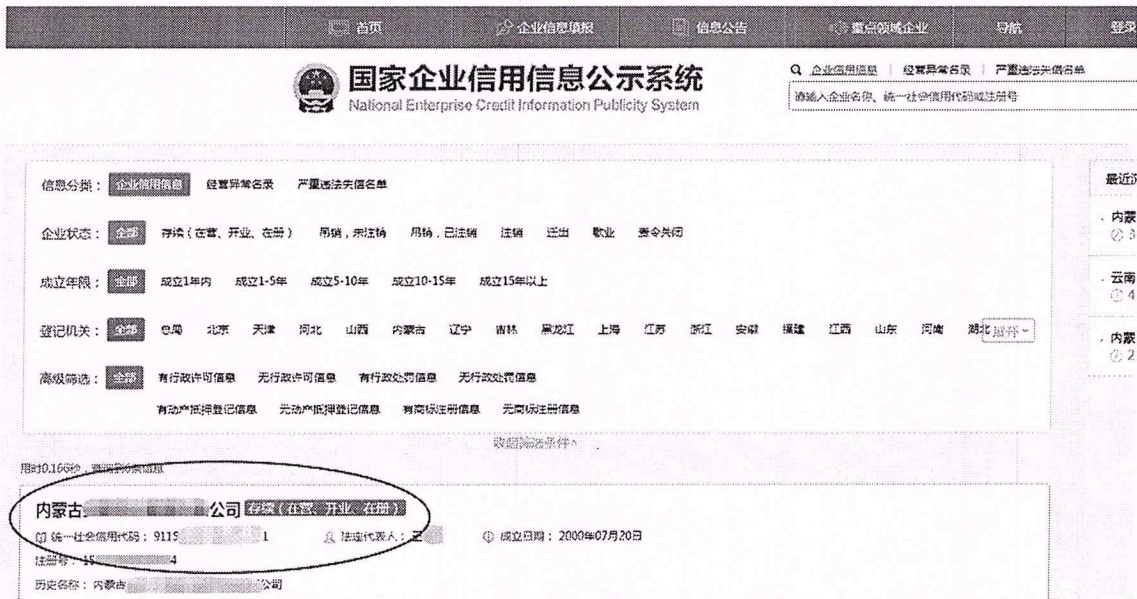 首页 企业信息填报 信息公告 重点领域企业 导航 登录
国家企业信用信息公示系统
National Enterprise Credit Information Publicity System
企业信用信息 | 经营异常名录 | 严重违法失信名单
请输入企业名称、统一社会信用代码或注册号
信息分类： 企业信用信息 经营异常名录 严重违法失信名单
企业状态： 全部 存续（在营、开业、在册） 吊销，未注销 吊销，已注销 注销 迁出 歇业 责令关闭
成立年限： 全部 成立1年内 成立1-5年 成立5-10年 成立10-15年 成立15年以上
登记机关： 全部 总局 北京 天津 河北 山西 内蒙古 辽宁 吉林 黑龙江 上海 江苏 浙江 安徽 福建 江西 山东 河南 湖北 展开
高级筛选： 全部 有行政许可信息 无行政许可信息 有行政处罚信息 无行政处罚信息
有动产抵押登记信息 无动产抵押登记信息 有商标注册信息 无商标注册信息
收起筛选条件
最近
内蒙
3
云南
4
内蒙
2
用时0.166秒，
内蒙古 公司 存续（在营、开业、在册）
统一社会信用代码：9115 1 法定代表人：王 成立日期：2000年07月20日
注册号：15 4
历史名称：内蒙古 公司